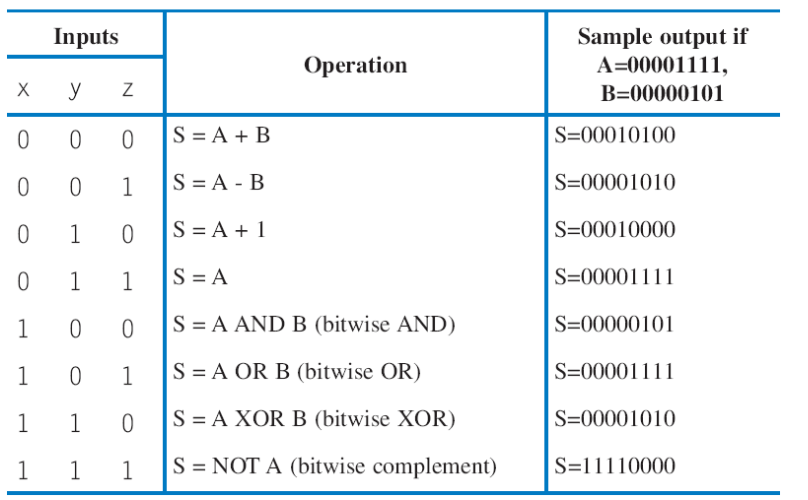 Inputs
Operation
Sample output if
A=00001111,
B=00000101
x y z
0 0 0 S = A + B S=00010100
0 0 1 S = A - B S=00001010
0 1 0 S = A + 1 S=00010000
0 1 1 S = A S=00001111
1 0 0 S = A AND B (bitwise AND) S=00000101
1 0 1 S = A OR B (bitwise OR) S=00001111
1 1 0 S = A XOR B (bitwise XOR) S=00001010
1 1 1 S = NOT A (bitwise complement) S=11110000